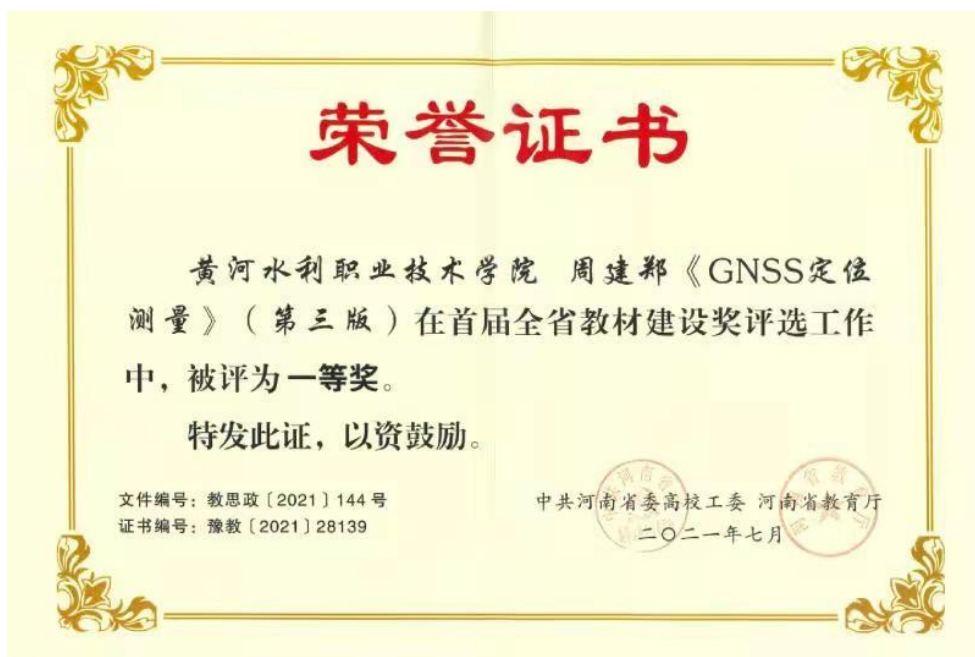 荣誉证书
黄河水利职业技术学院 周建郑《GNSS定位
测量》(第三版)在首届全省教材建设奖评选工作
中，被评为一等奖。
特发此证，以资鼓励。
文件编号：教思政〔2021〕144号
证书编号：豫教〔2021〕28139
中共河南省委高校工委 河南省教育厅
二〇二一年七月